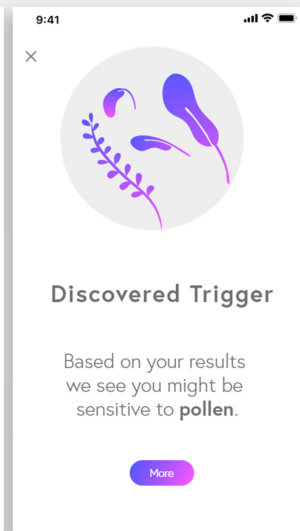 9:41
Discovered Trigger
Based on your results
we see you might be
sensitive to pollen.
More